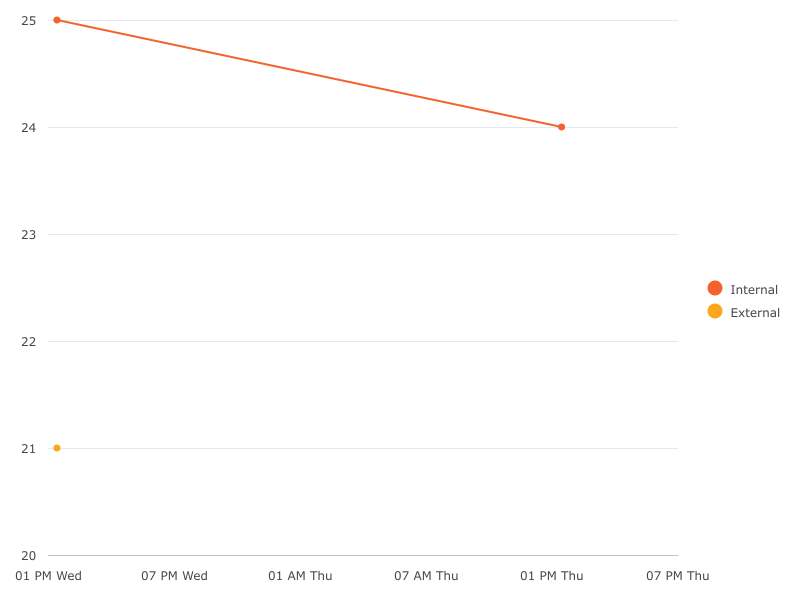 25
24
23
22
21
20
01 PM Wed
07 PM Wed
01 AM Thu
07 AM Thu
01 PM Thu
07 PM Thu
Internal
External